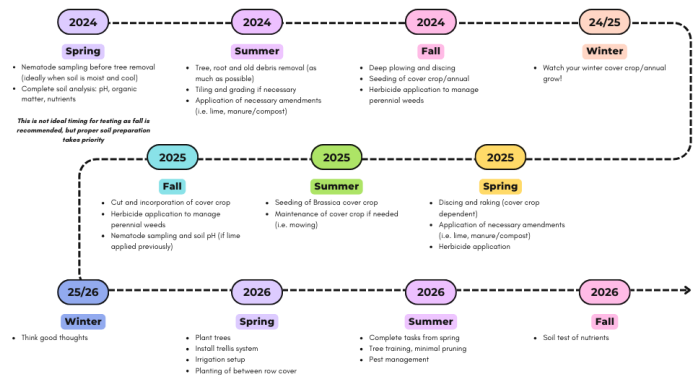 2024
Spring
• Nematode sampling before tree removal
(ideally when soil is moist and cool)
• Complete soil analysis: pH, organic
matter, nutrients
This is not ideal timing for testing as fall is
recommended, but proper soil preparation
takes priority
2024
Summer
• Tree, root and old debris removal (as
much as possible)
• Tiling and grading if necessary
• Application of necessary amendments
(i.e. lime, manure/compost)
2024
Fall
• Deep plowing and discing
• Seeding of cover crop/annual
• Herbicide application to manage
perennial weeds
24/25
Winter
• Watch your winter cover crop/annual
grow!
2025
Spring
• Discing and raking (cover crop
dependent)
• Application of necessary amendments
(i.e. lime, manure/compost)
• Herbicide application
2025
Summer
• Seeding of Brassica cover crop
• Maintenance of cover crop if needed
(i.e. mowing)
2025
Fall
• Cut and incorporation of cover crop
• Herbicide application to manage
perennial weeds
• Nematode sampling and soil pH (if lime
applied previously)
25/26
Winter
• Think good thoughts
2026
Spring
• Plant trees
• Install trellis system
• Irrigation setup
• Planting of between row cover
2026
Summer
• Complete tasks from spring
• Tree training, minimal pruning
• Pest management
2026
Fall
• Soil test of nutrients